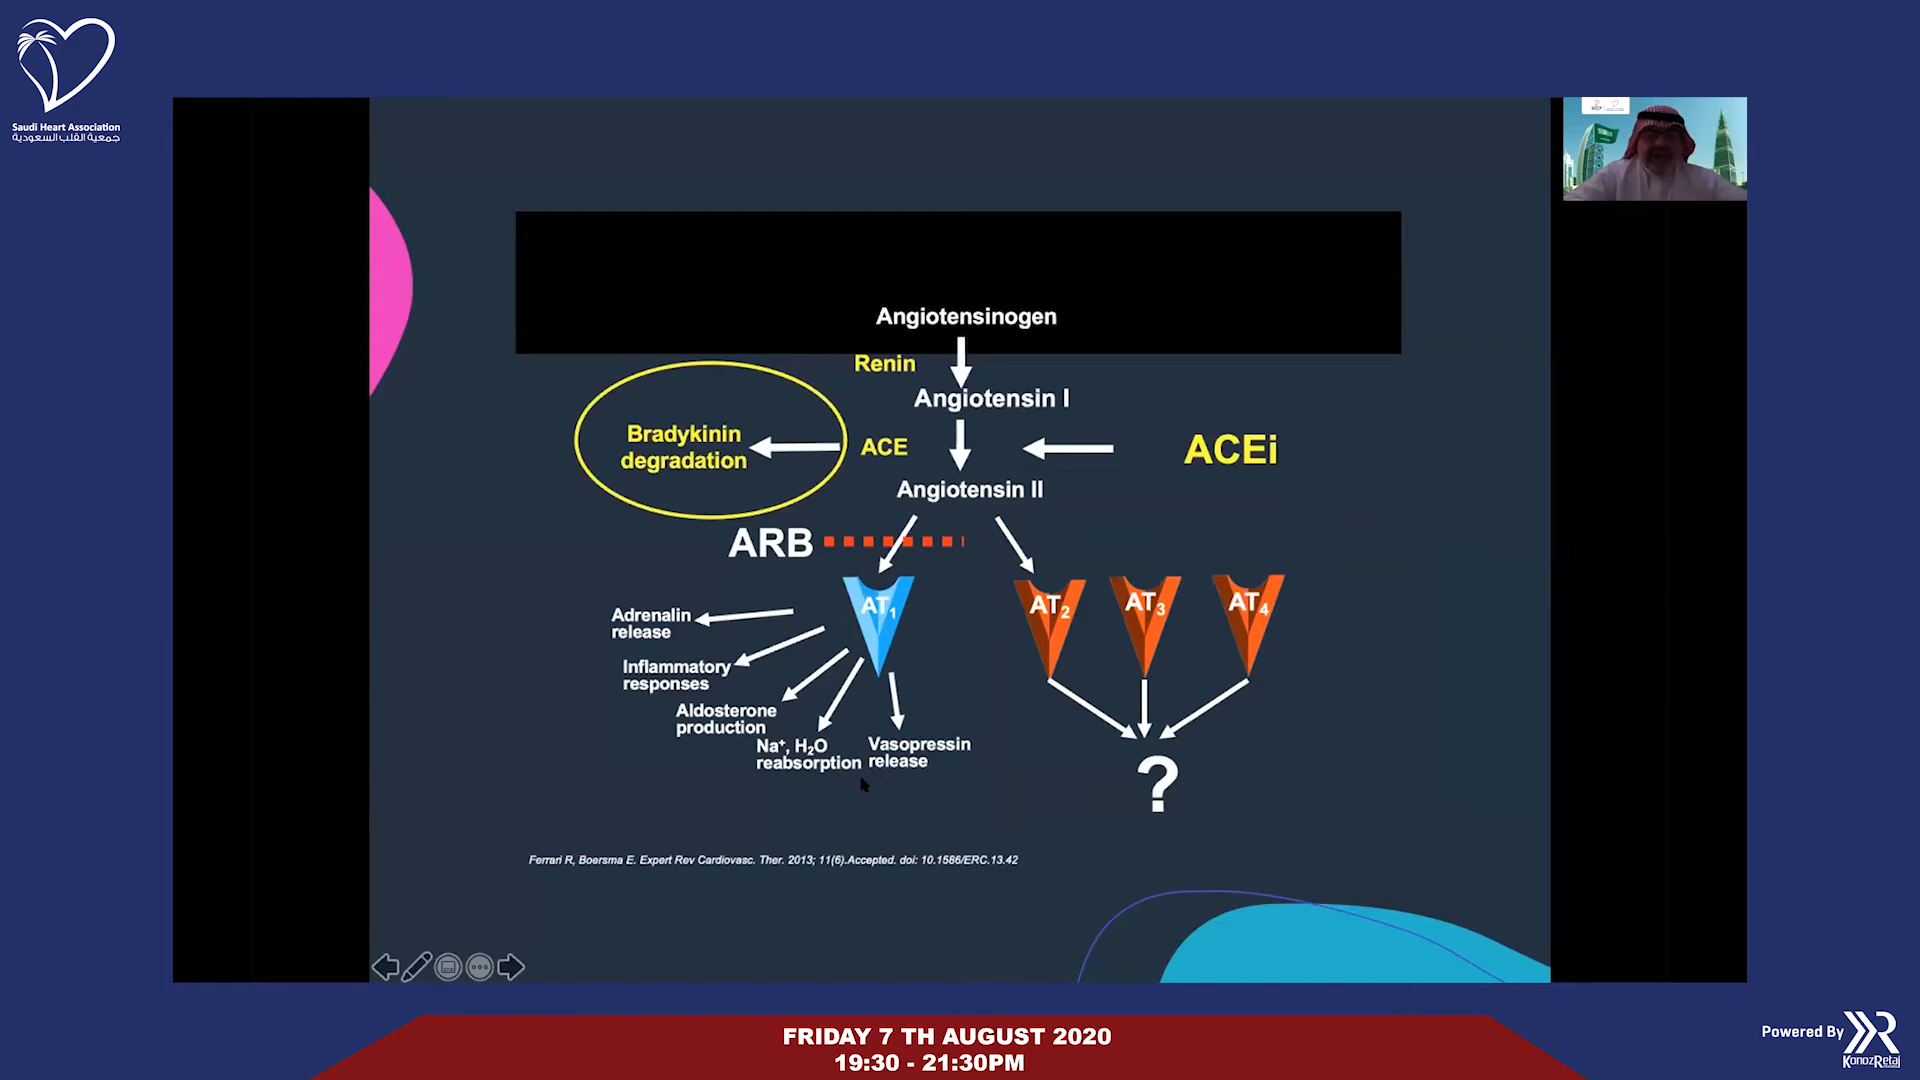 Saudi Heart Association
جمعية القلب السعودية
Angiotensinogen
Renin
Angiotensin I
Bradykinin
degradation
ACE
ACEi
Angiotensin II
ARB
AT1
AT2
AT3
AT4
Adrenalin
release
Inflammatory
responses
Aldosterone
production
Na+, H2O
reabsorption
Vasopressin
release
?
Ferrari R, Boersma E. Expert Rev Cardiovasc. Ther. 2013; 11(6).Accepted. doi: 10.1586/ERC.13.42
FRIDAY 7 TH AUGUST 2020
19:30 - 21:30PM
Powered By
KonozRetaj